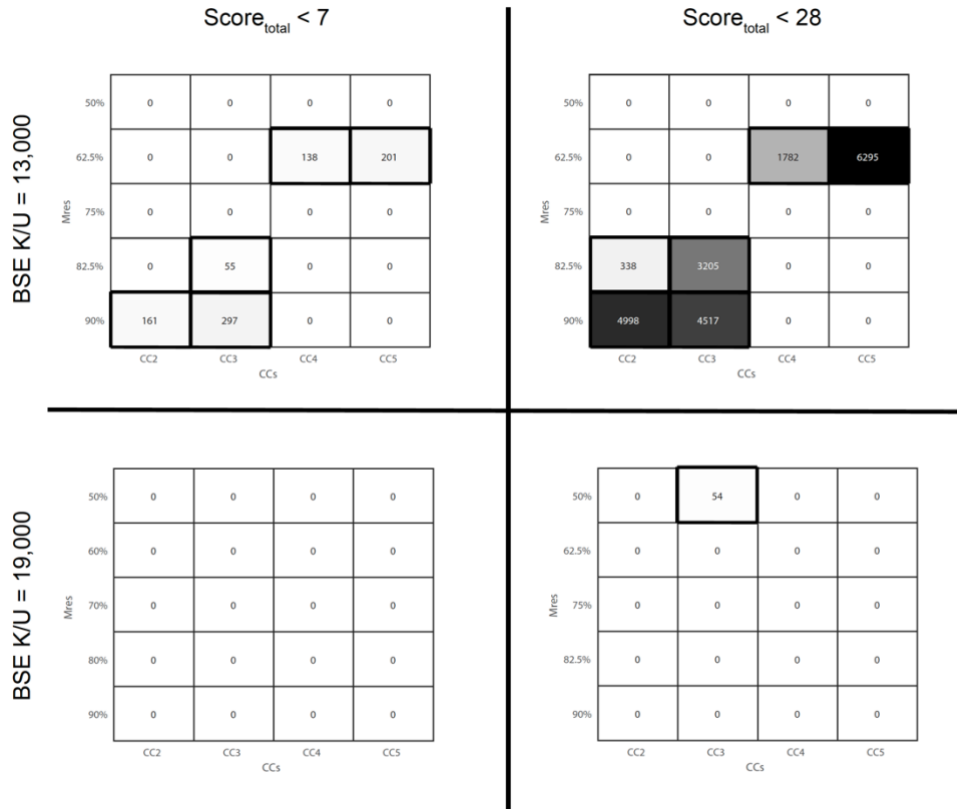 Score_total < 7 Score_total < 28
BSE K/U = 13,000
Mres
50% 0 0 0 0
62.5% 0 0 138 201
75% 0 0 0 0
82.5% 0 55 0 0
90% 161 297 0 0
CC2 CC3 CC4 CC5
CCs
Mres
50% 0 0 0 0
62.5% 0 0 1782 6295
75% 0 0 0 0
82.5% 338 3205 0 0
90% 4998 4517 0 0
CC2 CC3 CC4 CC5
CCs
BSE K/U = 19,000
Mres
50% 0 0 0 0
60% 0 0 0 0
70% 0 0 0 0
80% 0 0 0 0
90% 0 0 0 0
CC2 CC3 CC4 CC5
CCs
Mres
50% 0 54 0 0
62.5% 0 0 0 0
75% 0 0 0 0
82.5% 0 0 0 0
90% 0 0 0 0
CC2 CC3 CC4 CC5
CCs